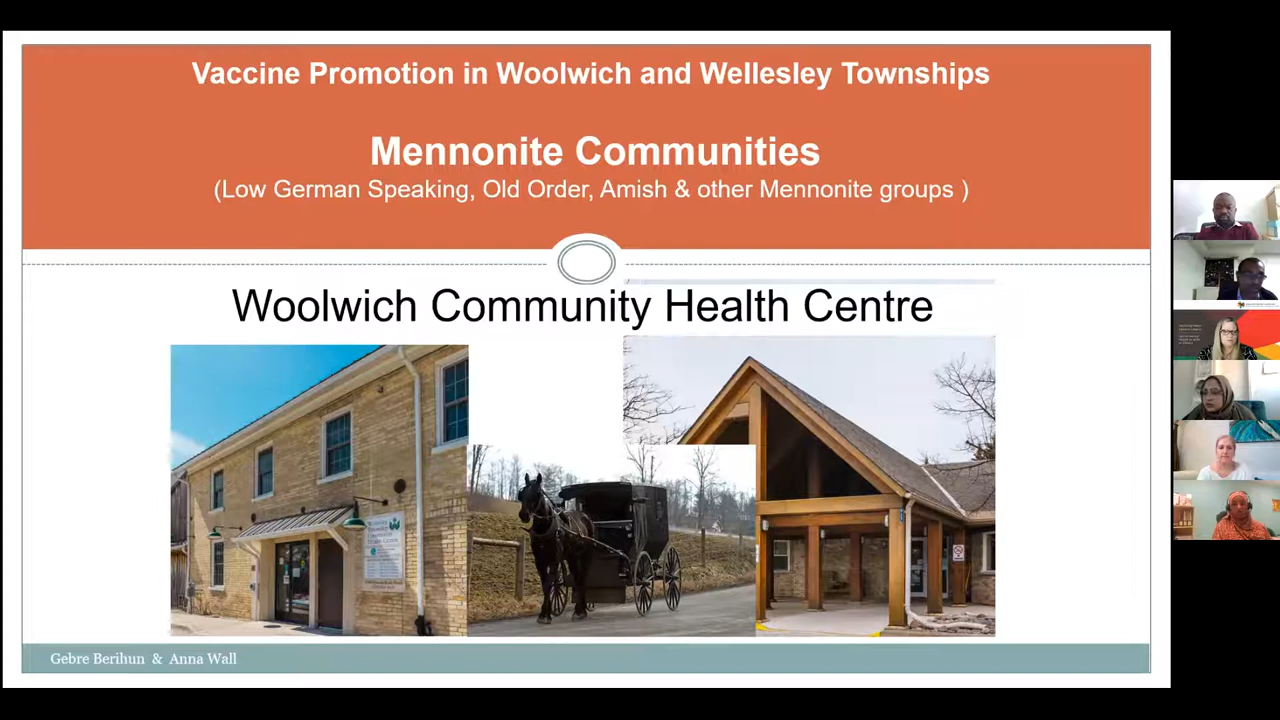 Vaccine Promotion in Woolwich and Wellesley Townships
Mennonite Communities
(Low German Speaking, Old Order, Amish & other Mennonite groups )
Woolwich Community Health Centre
Gebre Berihun & Anna Wall